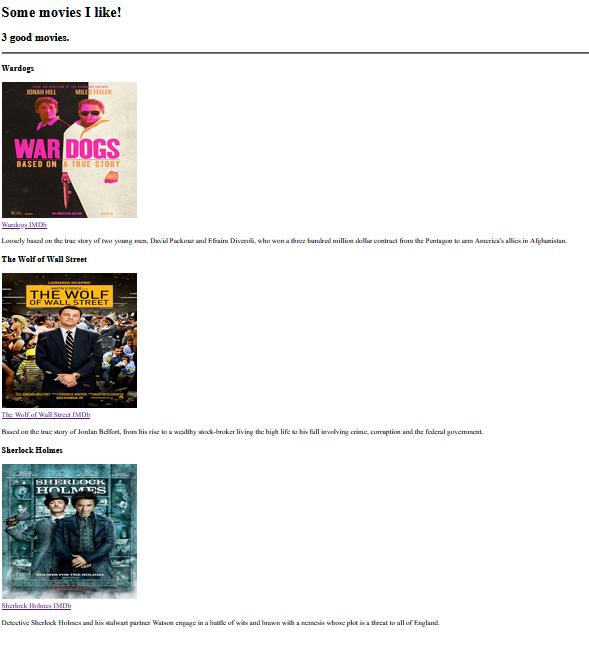 Some movies I like!
3 good movies.
Wardogs
JONAH HILL MILES TELLER
WAR DOGS
BASED ON A TRUE STORY
Wardogs IMDb
Loosely based on the true story of two young men, David Packouz and Efraim Diveroli, who won a three hundred million dollar contract from the Pentagon to arm America's allies in Afghanistan.
The Wolf of Wall Street
LEONARDO DICAPRIO
THE WOLF
OF WALL STREET
The Wolf of Wall Street IMDb
Based on the true story of Jordan Belfort, from his rise to a wealthy stock-broker living the high life to his fall involving crime, corruption and the federal government.
Sherlock Holmes
SHERLOCK
HOLMES
HOLMES FOR THE HOLIDAY
Sherlock Holmes IMDb
Detective Sherlock Holmes and his stalwart partner Watson engage in a battle of wits and brawn with a nemesis whose plot is a threat to all of England.